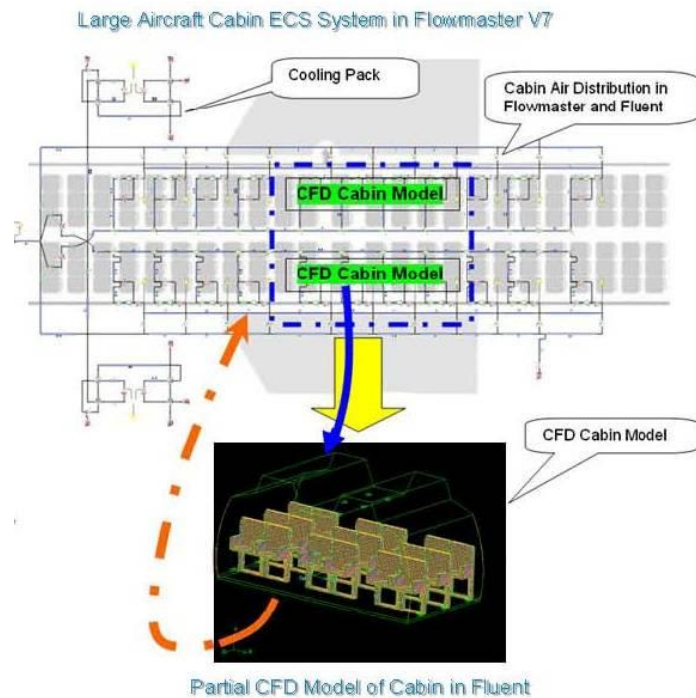 Large Aircraft Cabin ECS System in Flowmaster V7
Cooling Pack
Cabin Air Distribution in
Flowmaster and Fluent
CFD Cabin Model
CFD Cabin Model
CFD Cabin Model
Partial CFD Model of Cabin in Fluent